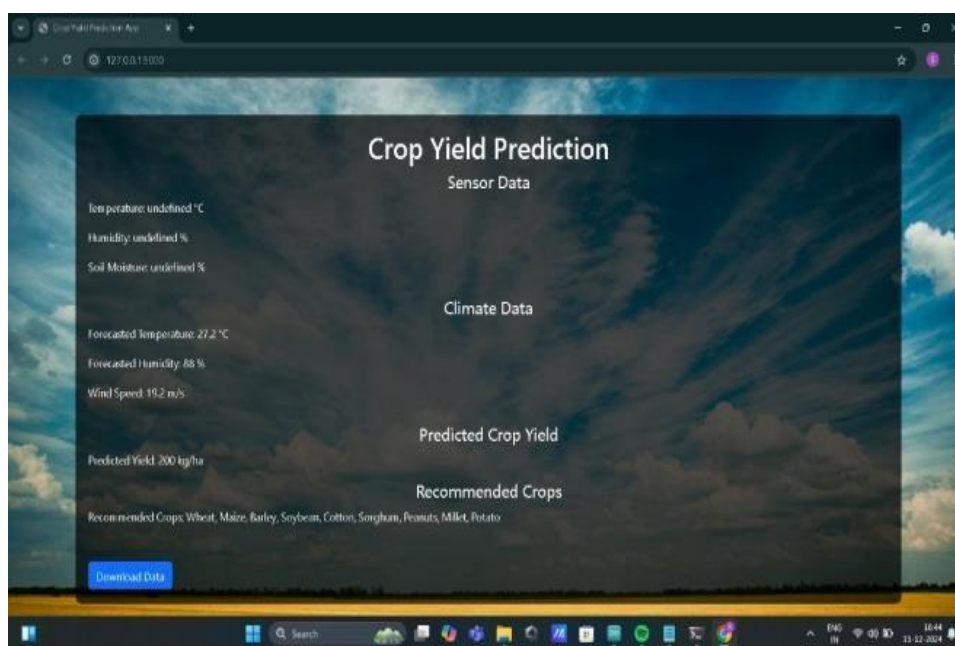 Crop Yield Prediction App
127.0.0.1:5000
Crop Yield Prediction
Sensor Data
Temperature: undefined °C
Humidity: undefined %
Soil Moisture: undefined %
Climate Data
Forecasted Temperature: 27.2 °C
Forecasted Humidity: 88 %
Wind Speed: 19.2 m/s
Predicted Crop Yield
Predicted Yield: 200 kg/ha
Recommended Crops
Recommended Crops: Wheat, Maize, Barley, Soybean, Cotton, Sorghum, Peanuts, Millet, Potato
Download Data
Search
ENG
IN
16:44
11-12-2024